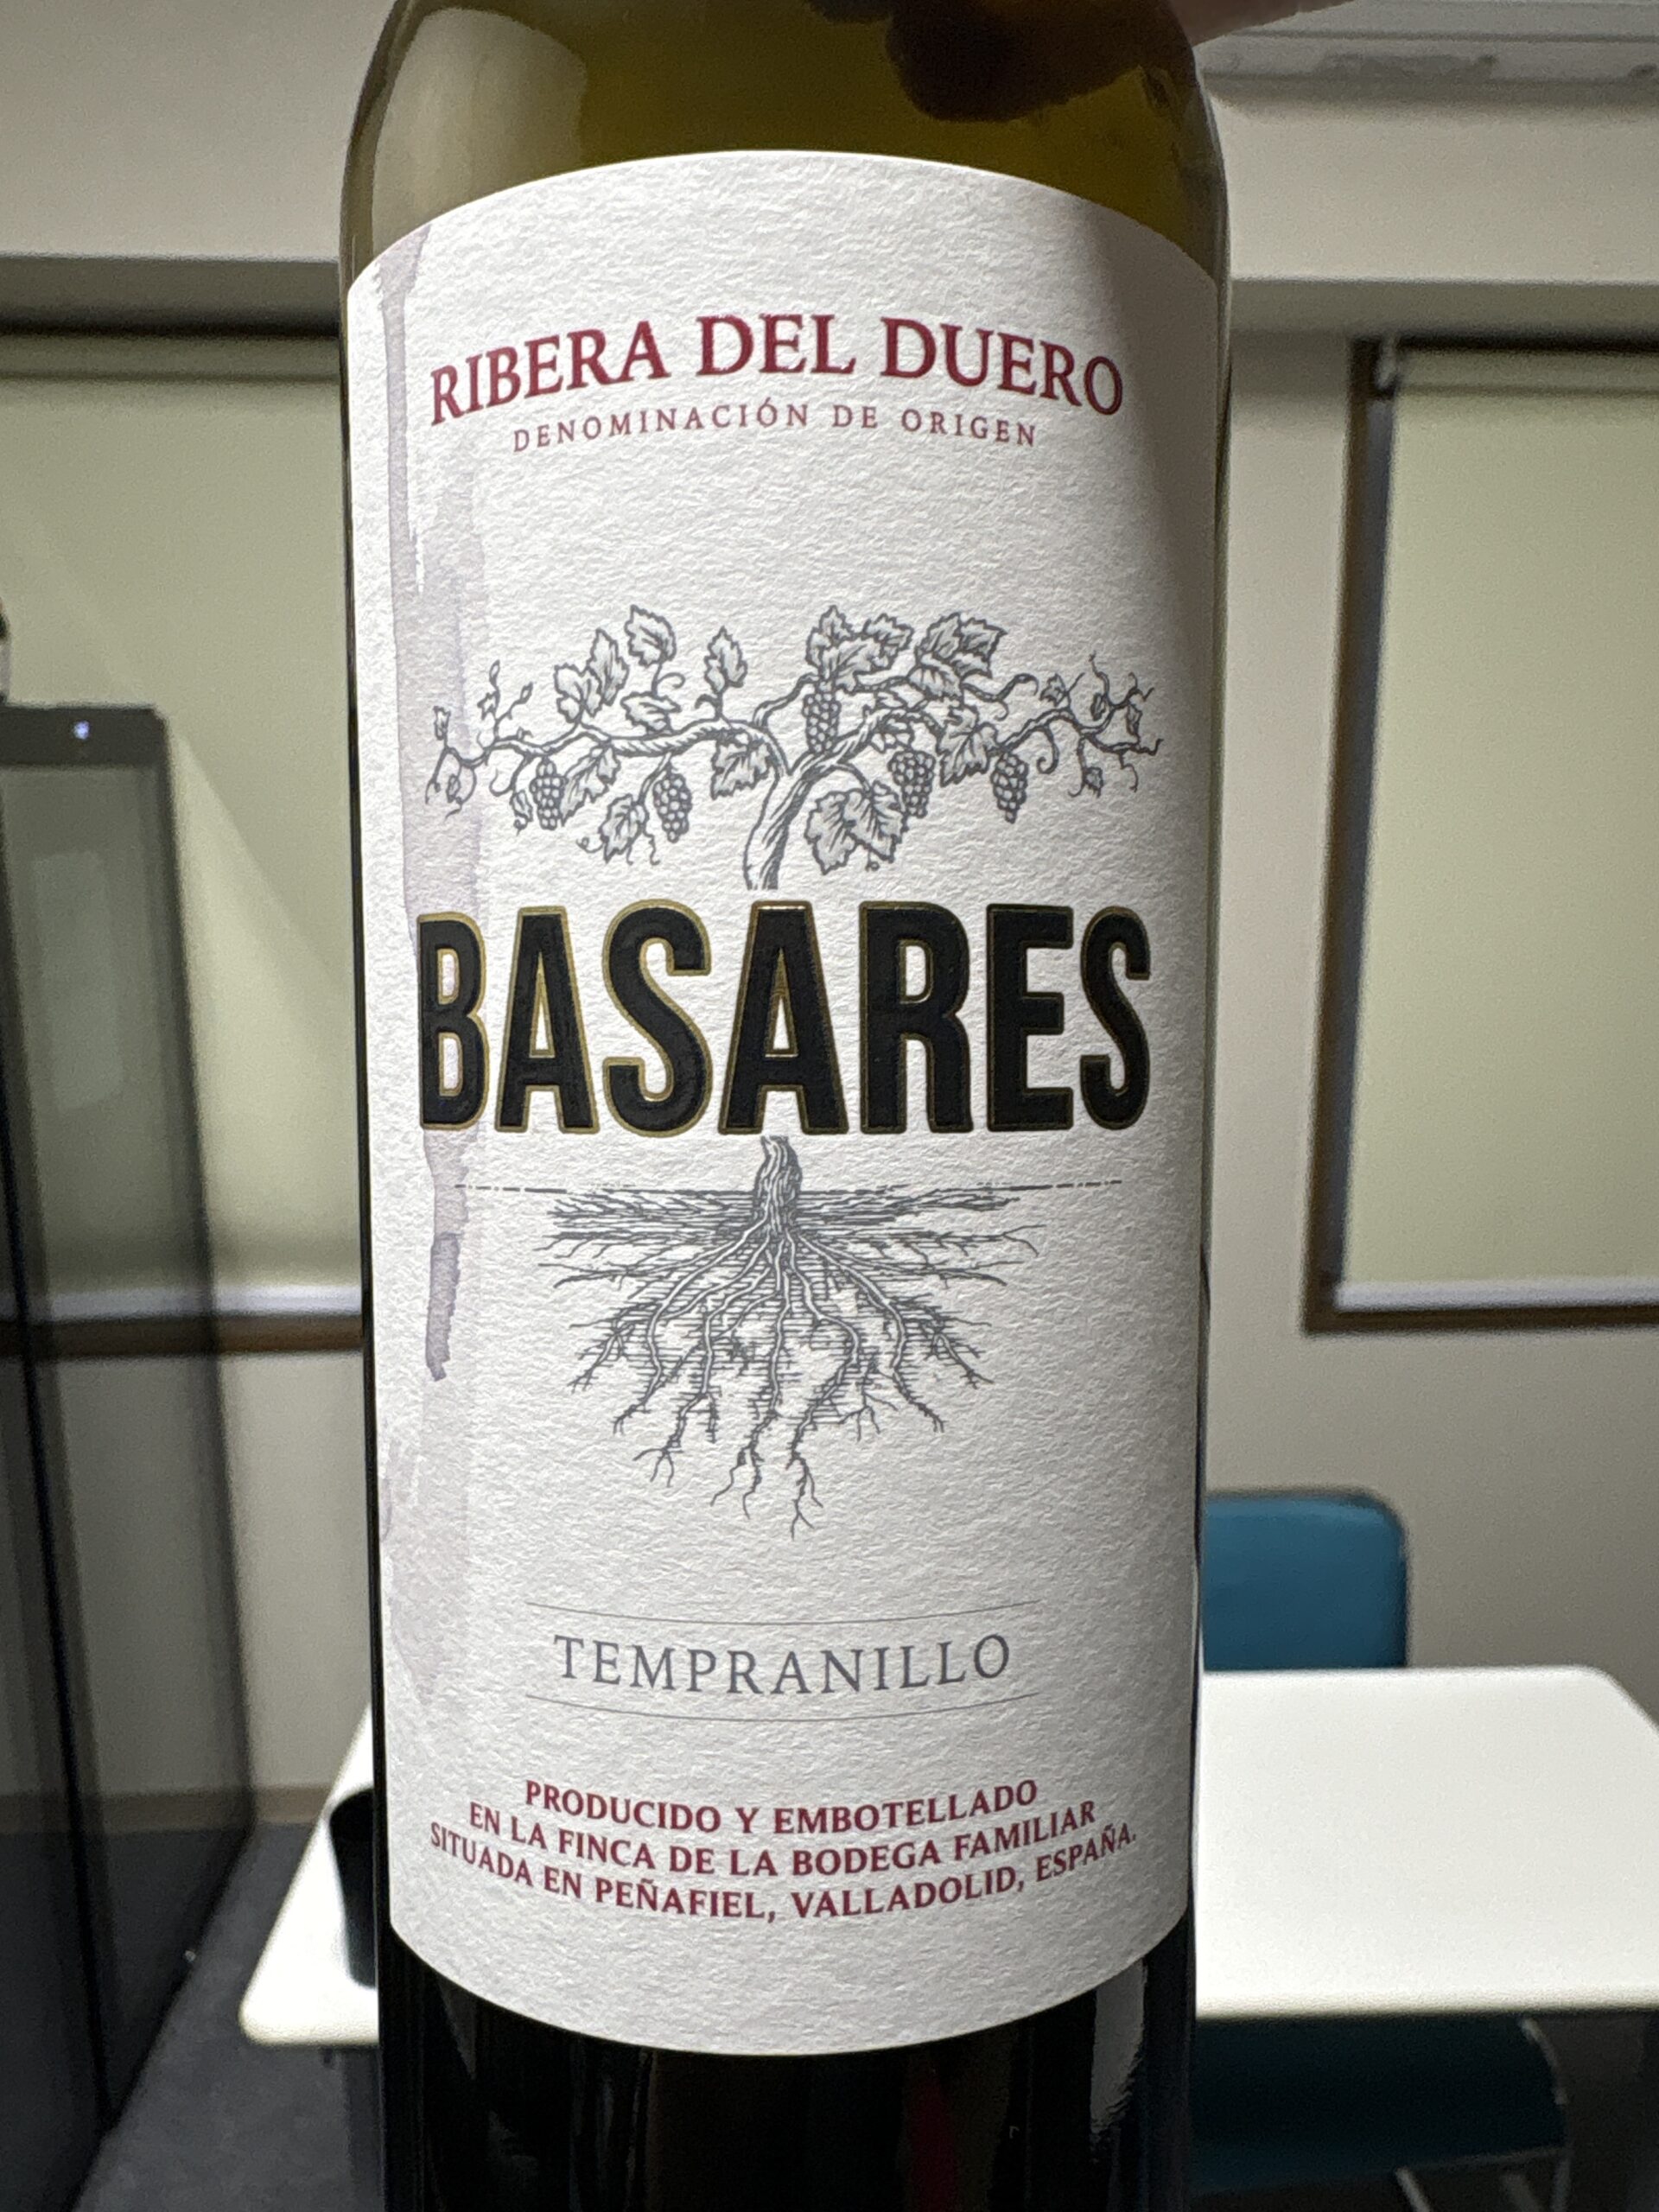 RIBERA DEL DUERO
DENOMINACIÓN DE ORIGEN
BASARES
TEMPRANILLO
PRODUCIDO Y EMBOTELLADO
EN LA FINCA DE LA BODEGA FAMILIAR
SITUADA EN PEÑAFIEL, VALLADOLID, ESPAÑA.